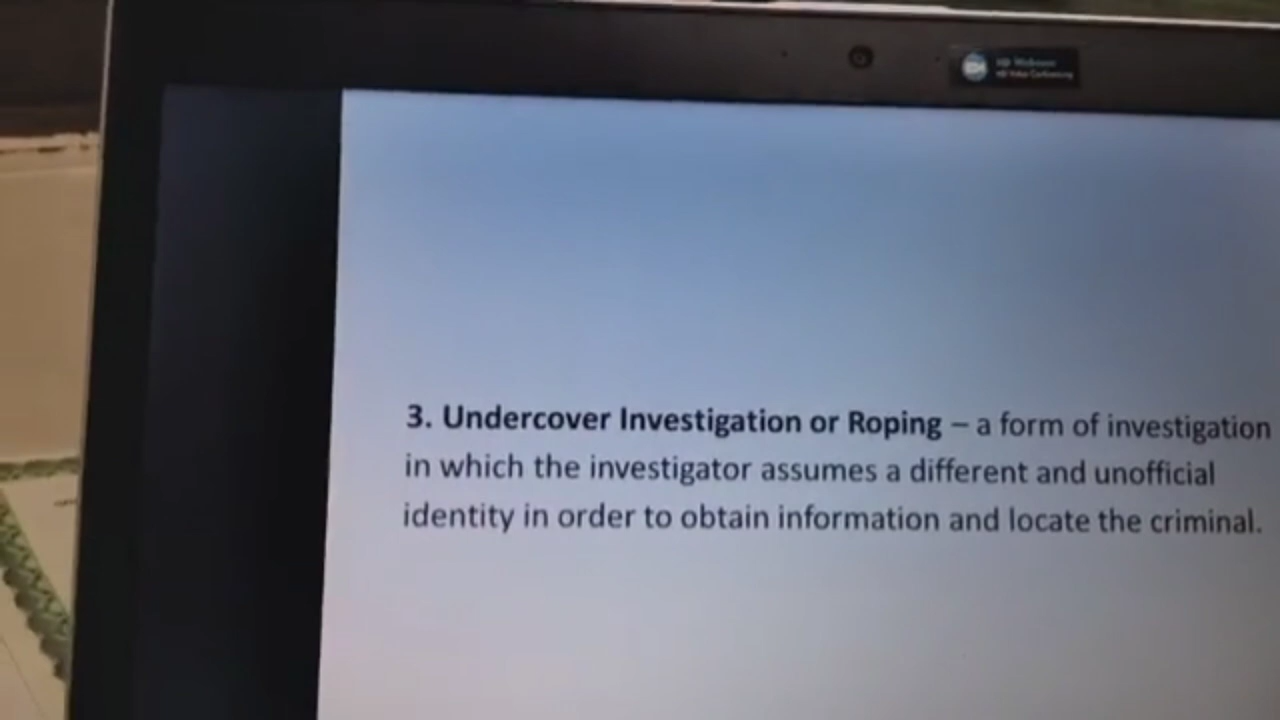 3. Undercover Investigation or Roping – a form of investigation
in which the investigator assumes a different and unofficial
identity in order to obtain information and locate the criminal.